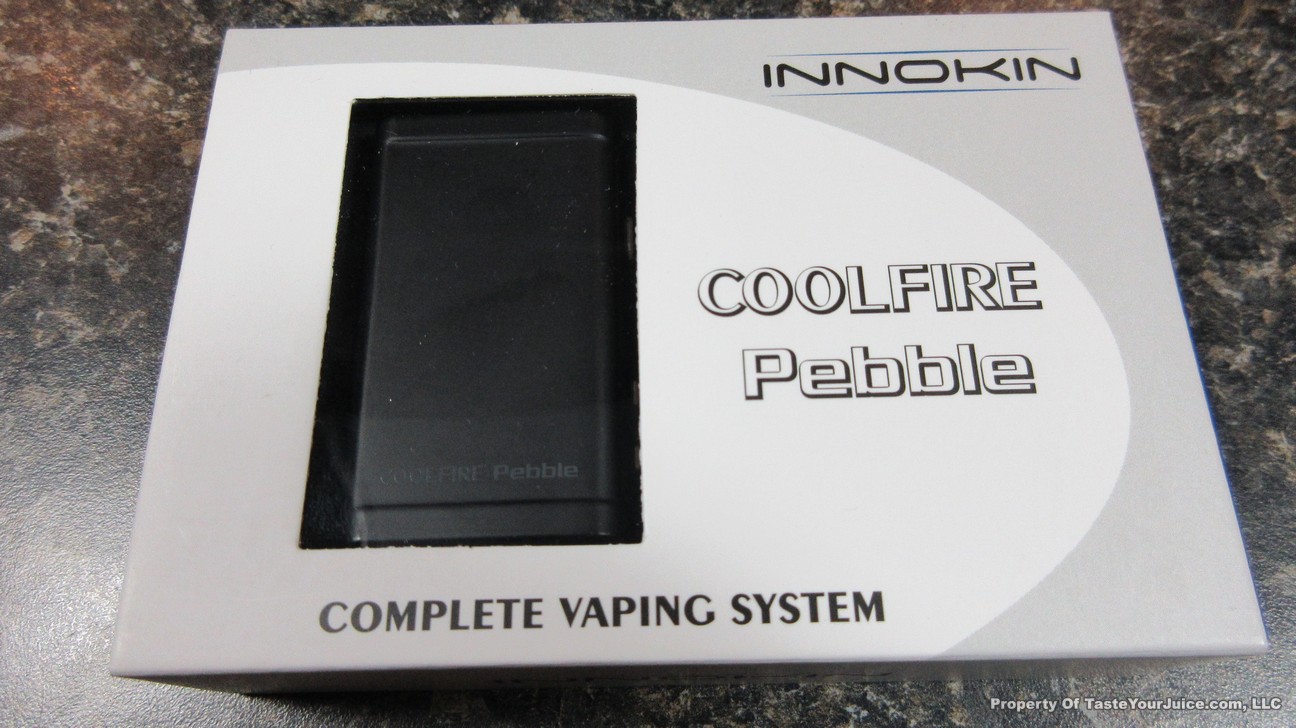 INNOKIN
COOLFIRE
Pebble
COOLFIRE Pebble
COMPLETE VAPING SYSTEM
Property Of TasteYourJuice.com, LLC